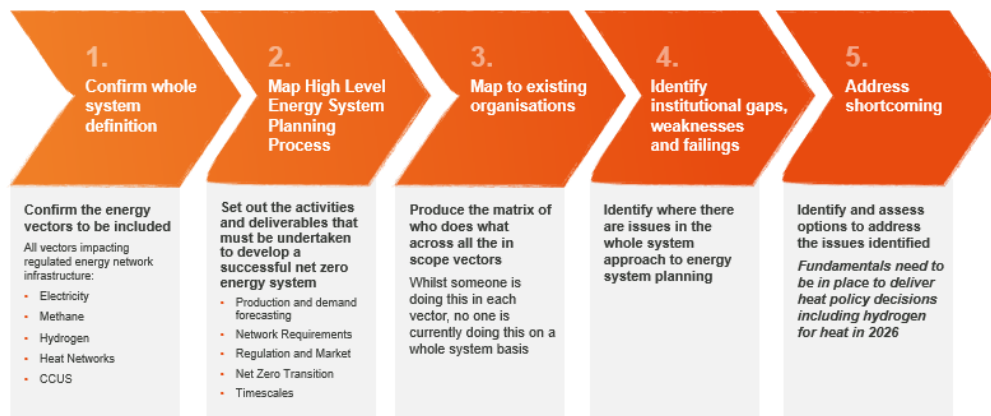 1.
Confirm whole
system
definition
2.
Map High Level
Energy System
Planning
Process
3.
Map to existing
organisations
4.
Identify
institutional gaps,
weaknesses
and failings
5.
Address
shortcoming
Confirm the energy
vectors to be included
All vectors impacting
regulated energy network
infrastructure:
• Electricity
• Methane
• Hydrogen
• Heat Networks
• CCUS
Set out the activities
and deliverables that
must be undertaken
to develop a
successful net zero
energy system
• Production and demand
forecasting
• Network Requirements
• Regulation and Market
• Net Zero Transition
• Timescales
Produce the matrix of
who does what
across all the in
scope vectors
Whilst someone is
doing this in each
vector, no one is
currently doing this on a
whole system basis
Identify where there
are issues in the
whole system
approach to energy
system planning
Identify and assess
options to address
the issues identified
Fundamentals need to
be in place to deliver
heat policy decisions
including hydrogen
for heat in 2026